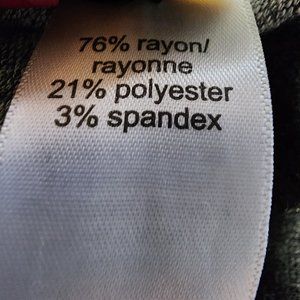 76% rayon/
rayonne
21% polyester
3% spandex